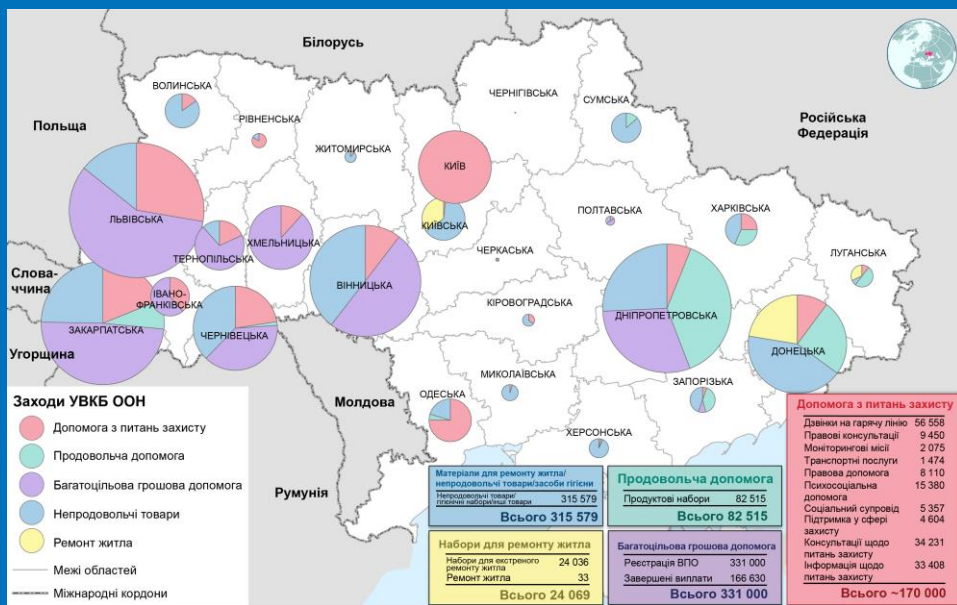 Білорусь
ВОЛИНСЬКА
РІВНЕНСЬКА
ЧЕРНІГІВСЬКА
СУМСЬКА
Польща
ЖИТОМИРСЬКА
КИЇВ
Російська
Федерація
ЛЬВІВСЬКА
ТЕРНОПІЛЬСЬКА
ХМЕЛЬНИЦЬКА
КИЇВСЬКА
ПОЛТАВСЬКА
ХАРКІВСЬКА
ЛУГАНСЬКА
ЧЕРКАСЬКА
Слова-
ччина
ІВАНО-
ФРАНКІВСЬКА
ВІННИЦЬКА
КІРОВОГРАДСЬКА
ДНІПРОПЕТРОВСЬКА
ДОНЕЦЬКА
ЗАКАРПАТСЬКА
ЧЕРНІВЕЦЬКА
Угорщина
Молдова
ОДЕСЬКА
МИКОЛАЇВСЬКА
ЗАПОРІЗЬКА
ХЕРСОНСЬКА
Румунія
Заходи УВКБ ООН
Допомога з питань захисту
Продовольча допомога
Багатоцільова грошова допомога
Непродовольчі товари
Ремонт житла
Межі областей
Міжнародні кордони
Матеріали для ремонту житла/
непродовольчі товари/засоби гігієни
Непродовольчі товари/
гігієнічні набори/інші товари 315 579
Всього 315 579
Продовольча допомога
Продуктові набори 82 515
Всього 82 515
Набори для ремонту житла
Набори для екстреного
ремонту житла 24 036
Ремонт житла 33
Всього 24 069
Багатоцільова грошова допомога
Реєстрація ВПО 331 000
Завершені виплати 166 630
Всього 331 000
Допомога з питань захисту
Дзвінки на гарячу лінію 56 558
Правові консультації 9 450
Моніторингові місії 2 075
Транспортні послуги 1 474
Правова допомога 8 110
Психосоціальна 15 380
допомога
Соціальний супровід 5 357
Підтримка у сфері 4 604
захисту
Консультації щодо 34 231
питань захисту
Інформація щодо 33 408
питань захисту
Всього ~170 000